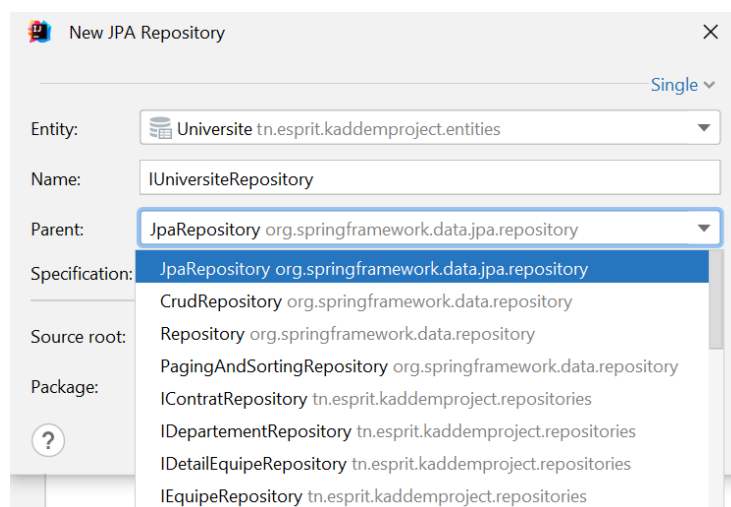 New JPA Repository
Single
Entity: Universite tn.esprit.kaddemproject.entities
Name: IUniversiteRepository
Parent: JpaRepository org.springframework.data.jpa.repository
Specification: JpaRepository org.springframework.data.jpa.repository
CrudRepository org.springframework.data.repositories
Source root: Repository org.springframework.data.repositories
PagingAndSortingRepository org.springframework.data.repository
Package: IContratRepository tn.esprit.kaddemproject.repositories
IDepartementRepository tn.esprit.kaddemproject.repositories
? IDetailEquipeRepository tn.esprit.kaddemproject.repositories
IEquipeRepository tn.esprit.kaddemproject.repositories